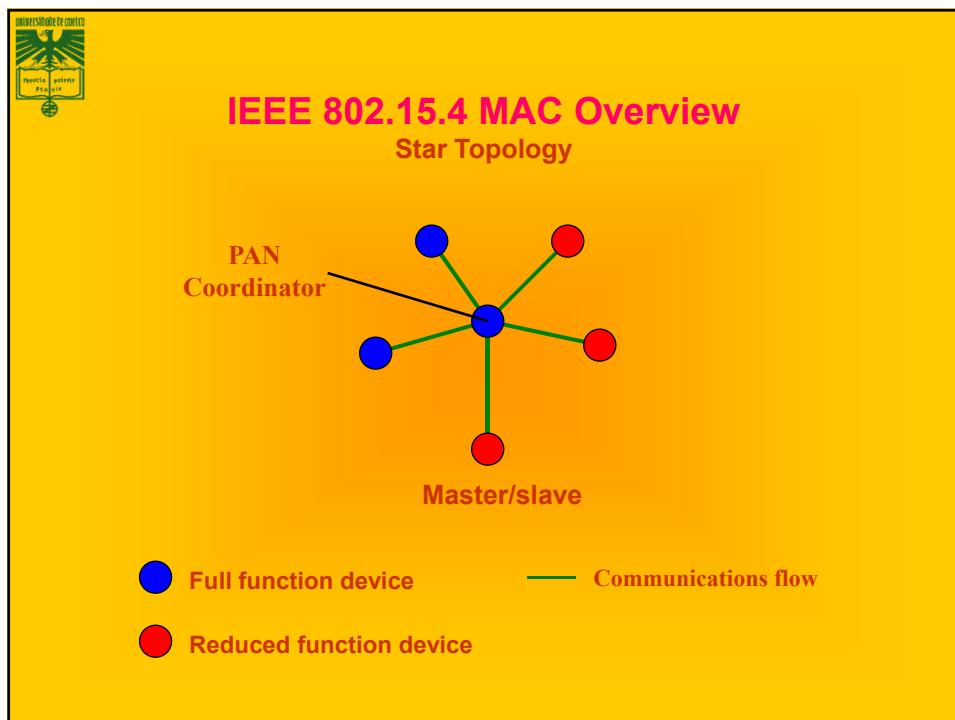 IEEE 802.15.4 MAC Overview
Star Topology
PAN
Coordinator
Master/slave
Full function device
Communications flow
Reduced function device